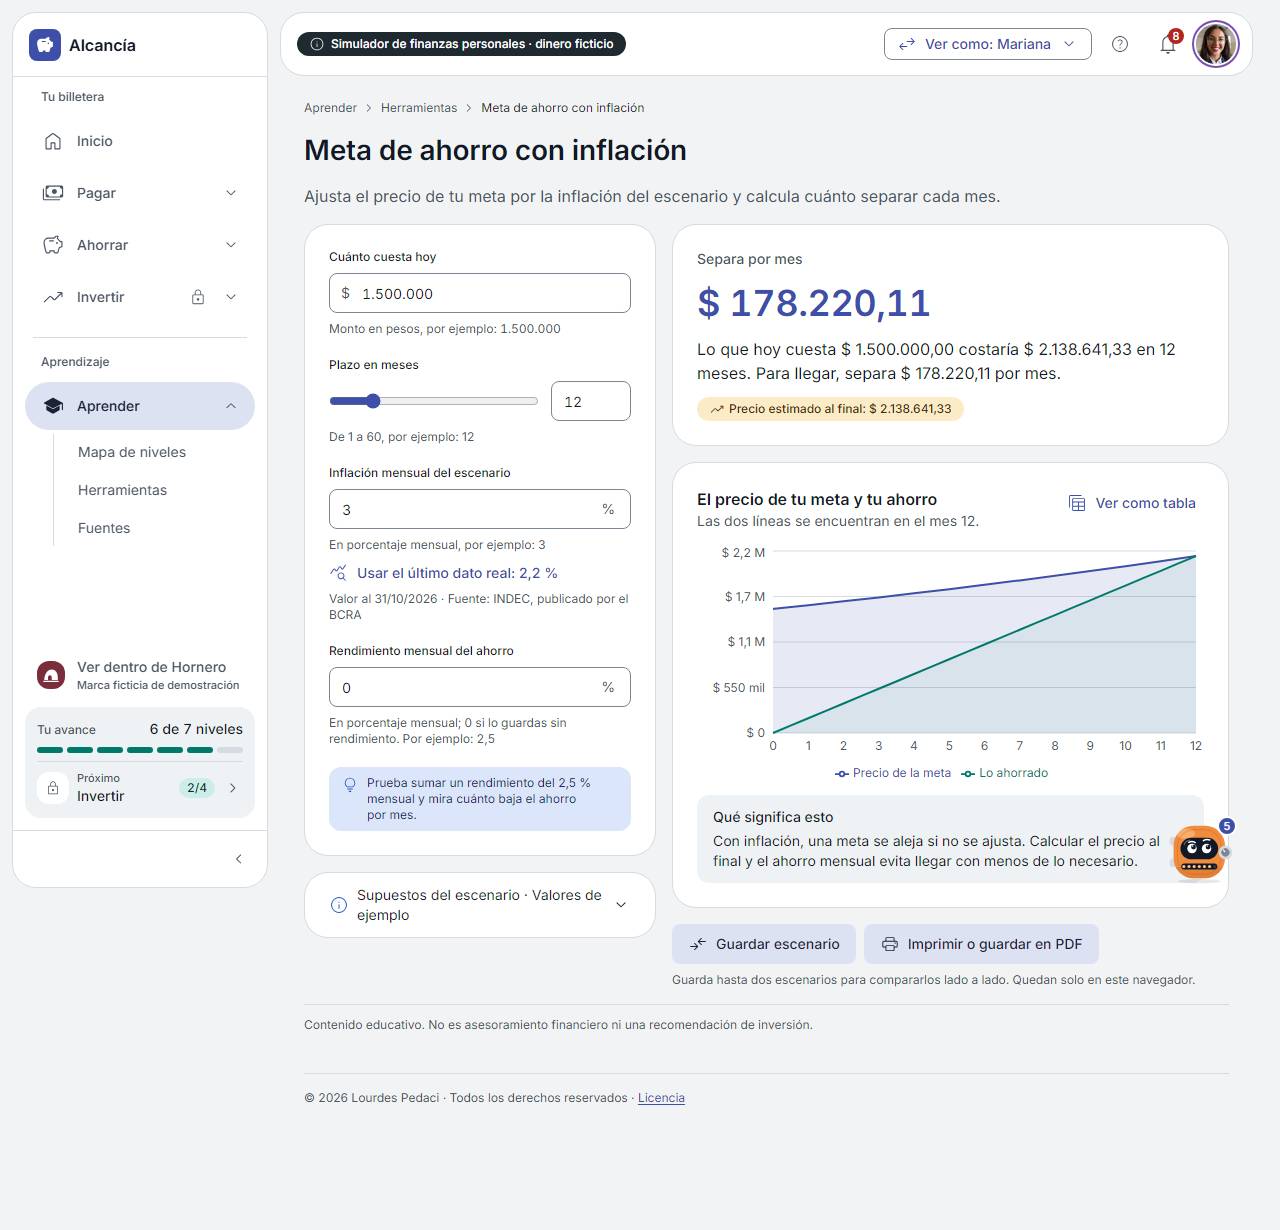 Alcancía
Simulador de finanzas personales · dinero ficticio
Ver como: Mariana
8
Tu billetera
Inicio
Pagar
Ahorrar
Invertir
Aprendizaje
Aprender
Mapa de niveles
Herramientas
Fuentes
Ver dentro de Hornero
Marca ficticia de demostración
Tu avance
6 de 7 niveles
Próximo
Invertir
2/4
Aprender
Herramientas
Meta de ahorro con inflación
Meta de ahorro con inflación
Ajusta el precio de tu meta por la inflación del escenario y calcula cuánto separar cada mes.
Cuánto cuesta hoy
$ 1.500.000
Monto en pesos, por ejemplo: 1.500.000
Plazo en meses
12
De 1 a 60, por ejemplo: 12
Inflación mensual del escenario
3 %
En porcentaje mensual, por ejemplo: 3
Usar el último dato real: 2,2 %
Valor al 31/10/2026 · Fuente: INDEC, publicado por el
BCRA
Rendimiento mensual del ahorro
0 %
En porcentaje mensual; 0 si lo guardas sin
rendimiento. Por ejemplo: 2,5
Prueba sumar un rendimiento del 2,5 %
mensual y mira cuánto baja el ahorro
por mes.
Supuestos del escenario · Valores de
ejemplo
Separa por mes
$ 178.220,11
Lo que hoy cuesta $ 1.500.000,00 costaría $ 2.138.641,33 en 12
meses. Para llegar, separa $ 178.220,11 por mes.
Precio estimado al final: $ 2.138.641,33
El precio de tu meta y tu ahorro
Las dos líneas se encuentran en el mes 12.
Ver como tabla
$ 2,2 M
$ 1,7 M
$ 1,1 M
$ 550 mil
$ 0
0 1 2 3 4 5 6 7 8 9 10 11 12
Precio de la meta
Lo ahorrado
Qué significa esto
Con inflación, una meta se aleja si no se ajusta. Calcular el precio al
final y el ahorro mensual evita llegar con menos de lo necesario.
5
Guardar escenario
Imprimir o guardar en PDF
Guarda hasta dos escenarios para compararlos lado a lado. Quedan solo en este navegador.
Contenido educativo. No es asesoramiento financiero ni una recomendación de inversión.
© 2026 Lourdes Pedaci · Todos los derechos reservados · Licencia